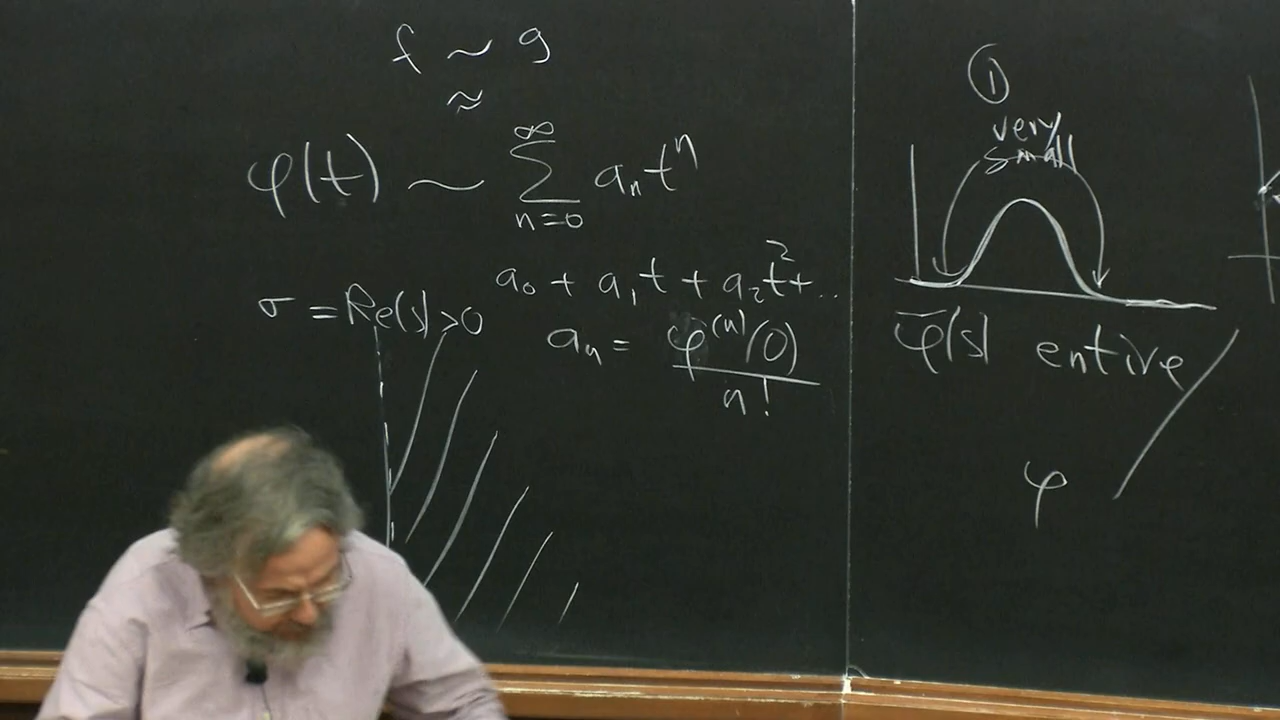 f ~ g
≈
φ(t) ~ ∑_{n=0}^{∞} aₙtⁿ
a₀ + a₁t + a₂t² + ...
σ = Re(s) > 0
aₙ = φ⁽ⁿ⁾(0) / n!
①
very
small
φ̃(s) entire
φ